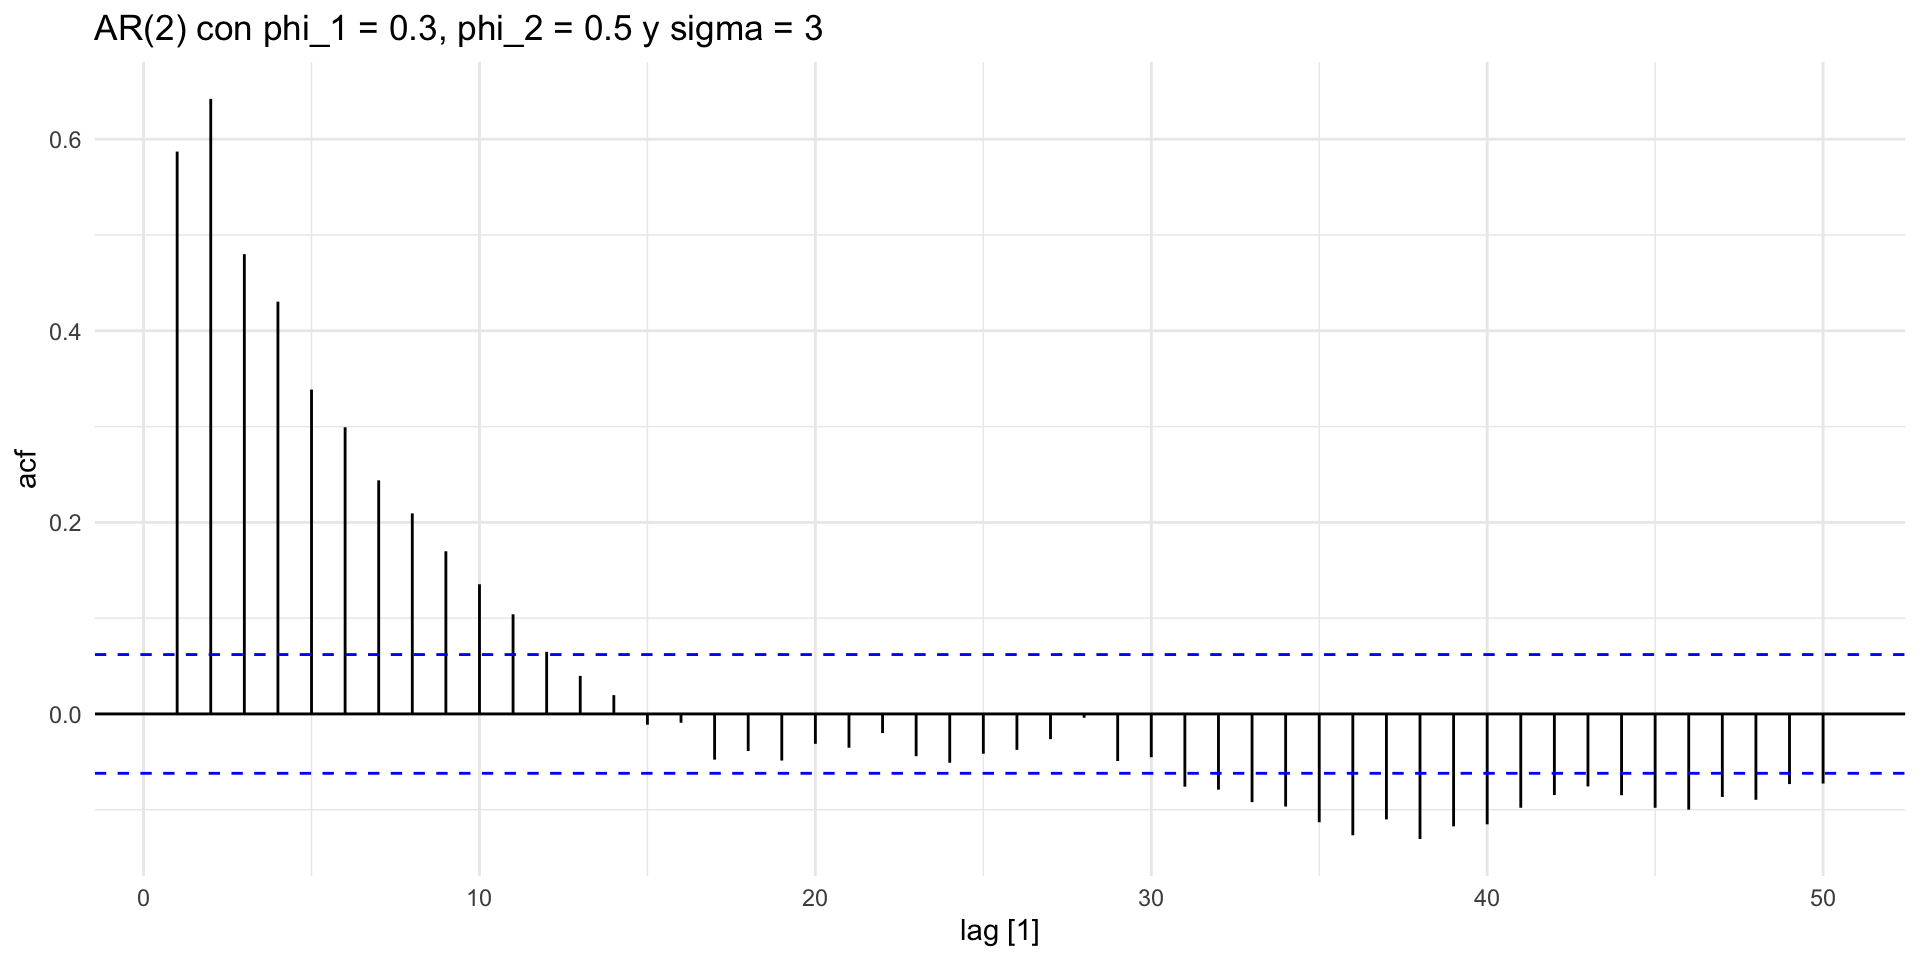 AR(2) con phi_1 = 0.3, phi_2 = 0.5 y sigma = 3
0.6
0.4
0.2
0.0
acf
0 10 20 30 40 50
lag [1]